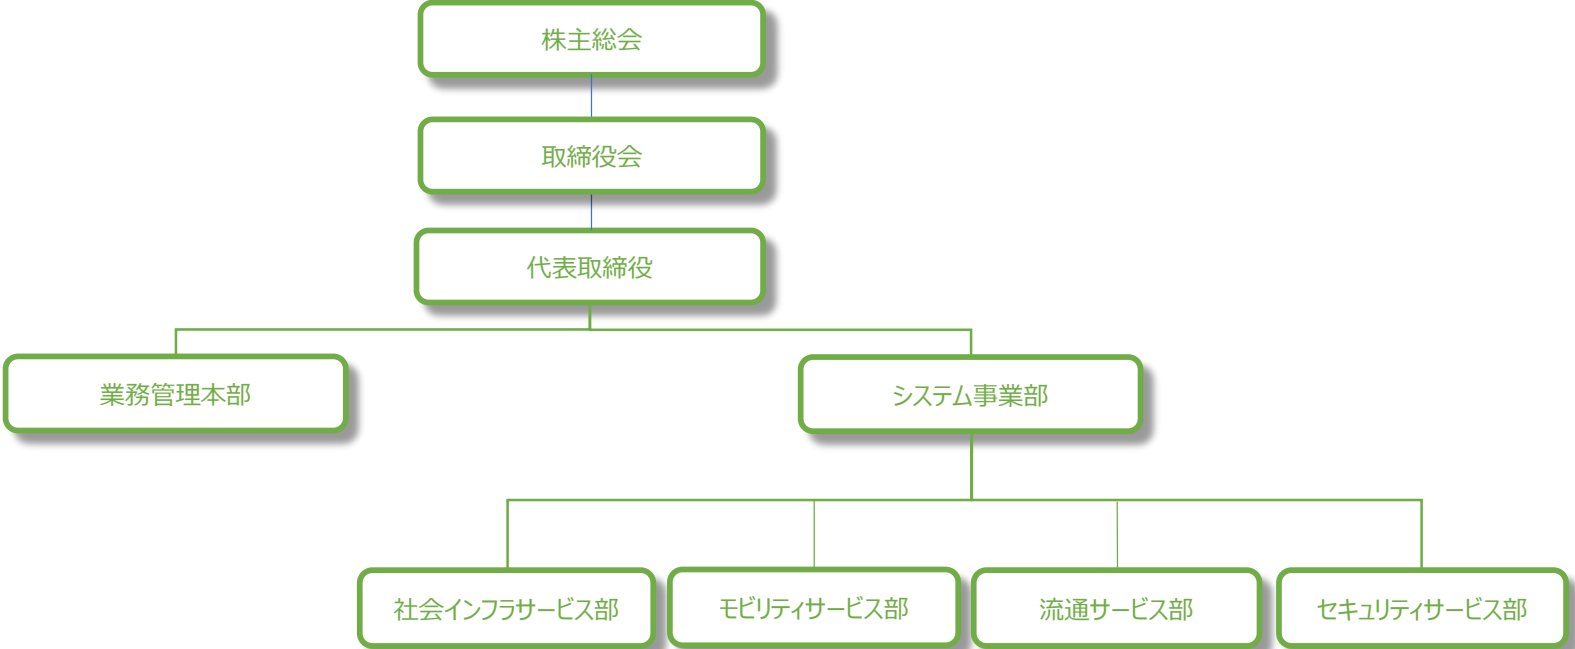 株主総会
取締役会
代表取締役
業務管理本部
システム事業部
社会インフラサービス部
モビリティサービス部
流通サービス部
セキュリティサービス部